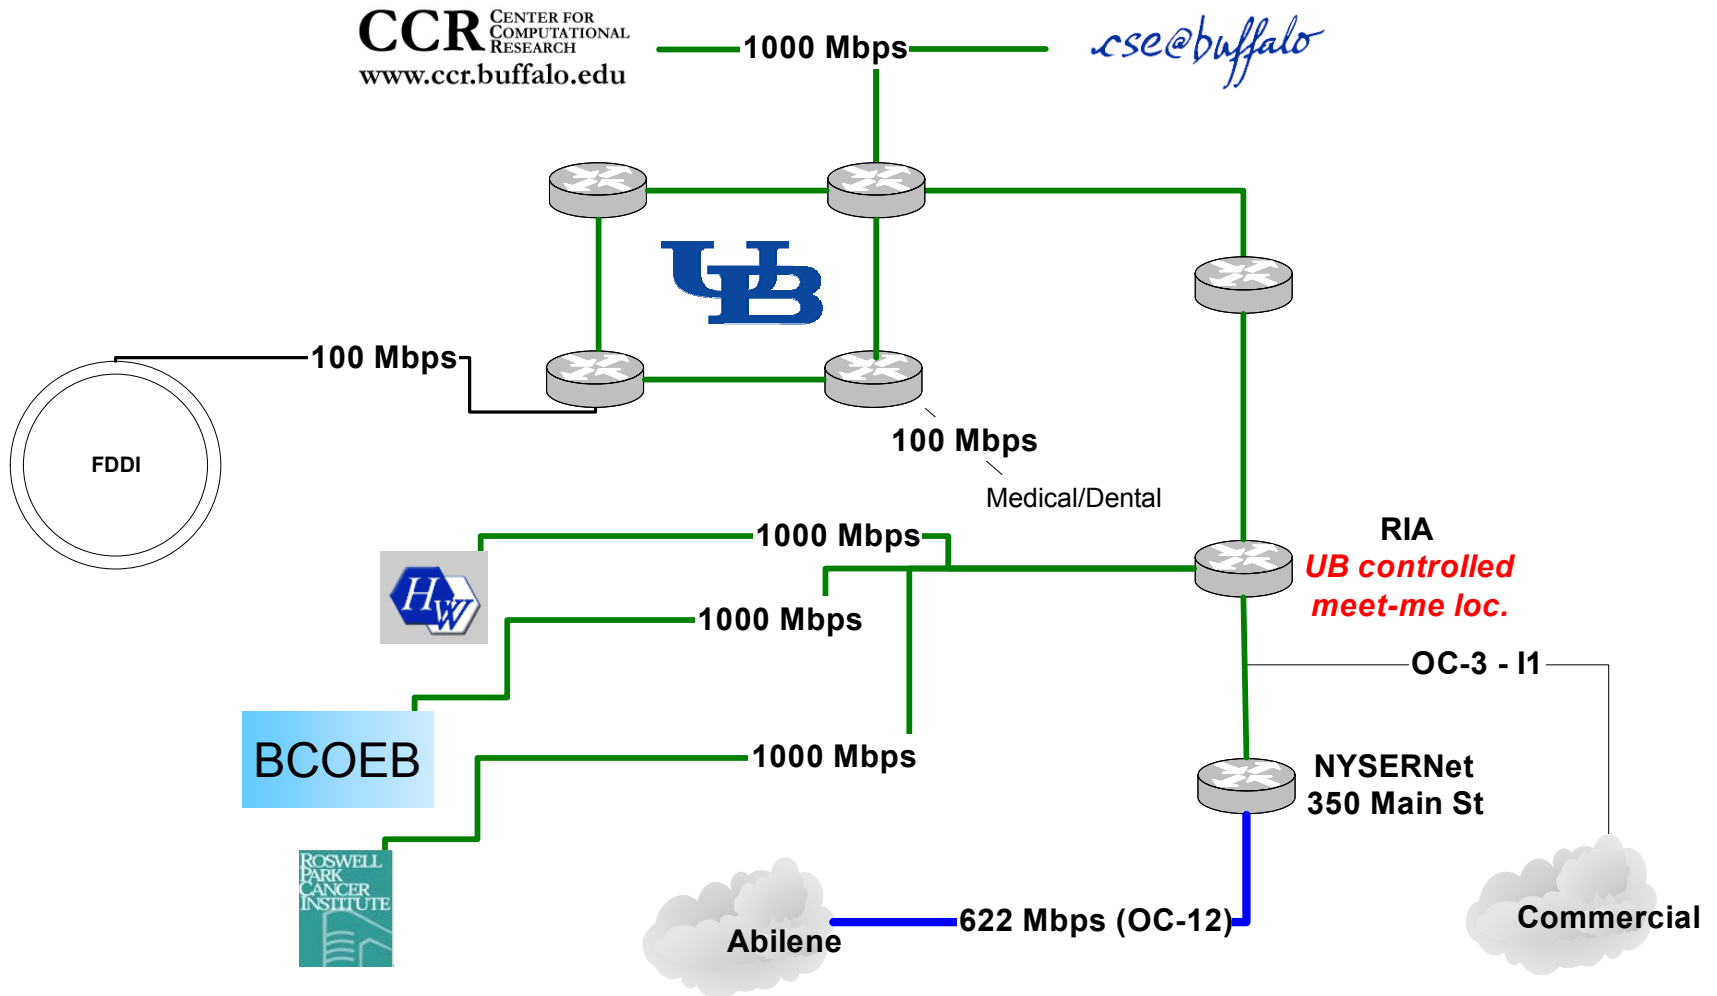 CCR CENTER FOR
COMPUTATIONAL
RESEARCH
www.ccr.buffalo.edu
1000 Mbps
cse@buffalo
UB
100 Mbps
FDDI
100 Mbps
Medical/Dental
1000 Mbps
RIA
UB controlled
meet-me loc.
HW
1000 Mbps
OC-3 - I1
BCOEB
1000 Mbps
NYSERNet
350 Main St
ROSWELL
PARK
CANCER
INSTITUTE
622 Mbps (OC-12)
Abilene
Commercial